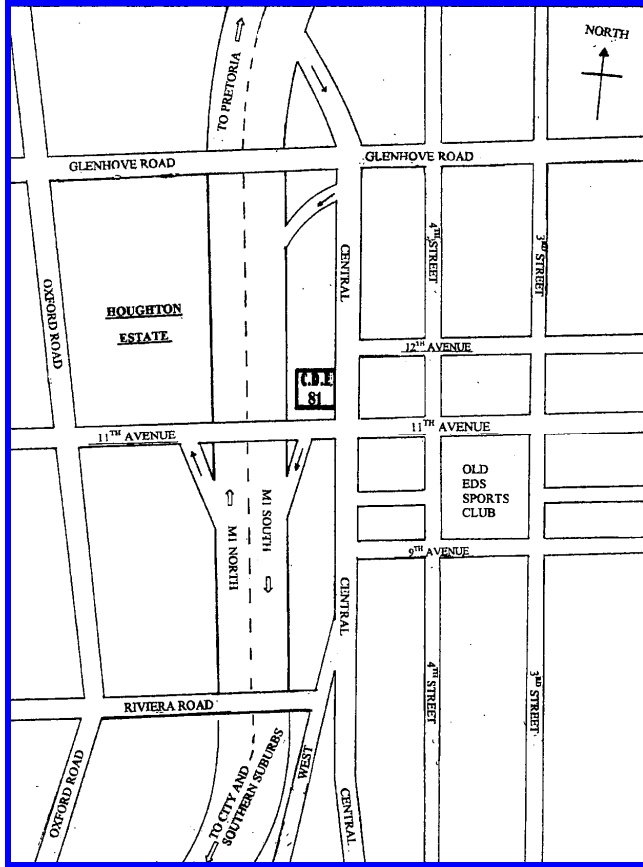 NORTH
TO PRETORIA
GLENHOVE ROAD
GLENHOVE ROAD
4TH STREET
3RD STREET
CENTRAL
OXFORD ROAD
HOUGHTON
ESTATE
12TH AVENUE
C.D.E
81
11TH AVENUE
11TH AVENUE
OLD
EDS
SPORTS
CLUB
M1 SOUTH
M1 NORTH
9TH AVENUE
CENTRAL
4TH STREET
3RD STREET
RIVIERA ROAD
OXFORD ROAD
TO CITY AND
SOUTHERN SUBURBS
WEST
CENTRAL